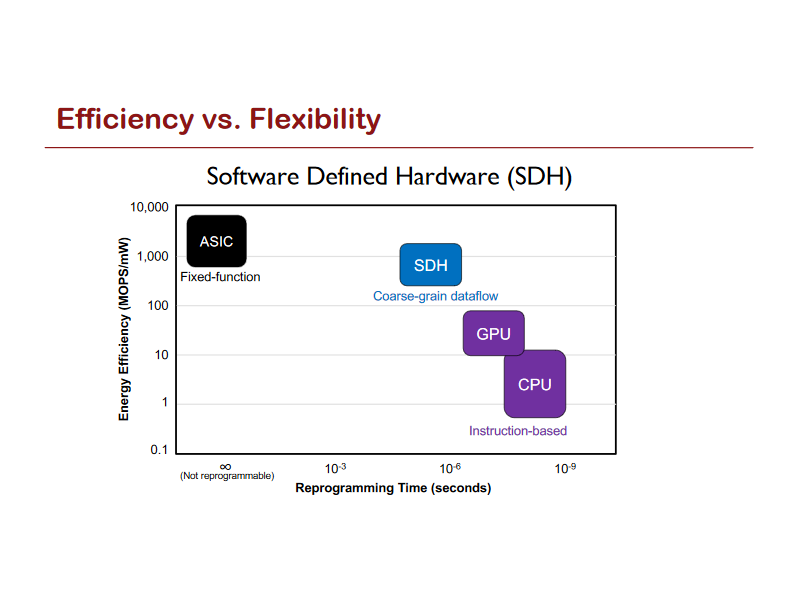 Efficiency vs. Flexibility
Software Defined Hardware (SDH)
10,000
1,000
100
10
1
0.1
Energy Efficiency (MOPS/mW)
ASIC
Fixed-function
SDH
Coarse-grain dataflow
GPU
CPU
Instruction-based
∞
(Not reprogrammable)
10⁻³
10⁻⁶
10⁻⁹
Reprogramming Time (seconds)